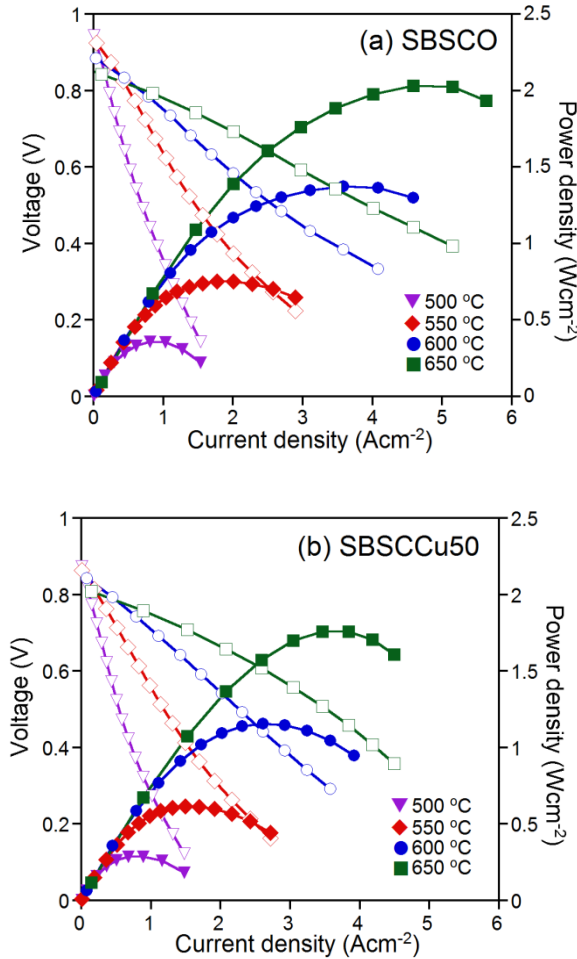 (a) SBSCO
Voltage (V)
1
0.8
0.6
0.4
0.2
0
Power density (Wcm⁻²)
2.5
2
1.5
1
0.5
0
500 °C
550 °C
600 °C
650 °C
0 1 2 3 4 5 6
Current density (Acm⁻²)
(b) SBSCCu50
Voltage (V)
1
0.8
0.6
0.4
0.2
0
Power density (Wcm⁻²)
2.5
2
1.5
1
0.5
0
500 °C
550 °C
600 °C
650 °C
0 1 2 3 4 5 6
Current density (Acm⁻²)